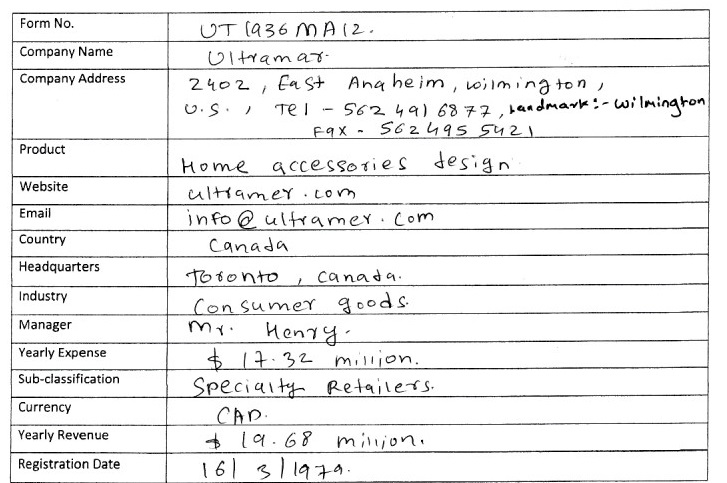 Form No. UT1936MA12.
Company Name Ultramar
Company Address 2402, East Anaheim, wilmington,
U.S., Tel - 562 491 6877, Landmark:- Wilmington
Fax - 562 495 5421
Product Home accessories design
Website ultramer.com
Email info@ultramer.com
Country Canada
Headquarters Toronto, Canada.
Industry Consumer goods.
Manager Mr. Henry.
Yearly Expense $ 17.32 million.
Sub-classification Specialty Retailers.
Currency CAD.
Yearly Revenue $ 19.68 million.
Registration Date 16/3/1979.